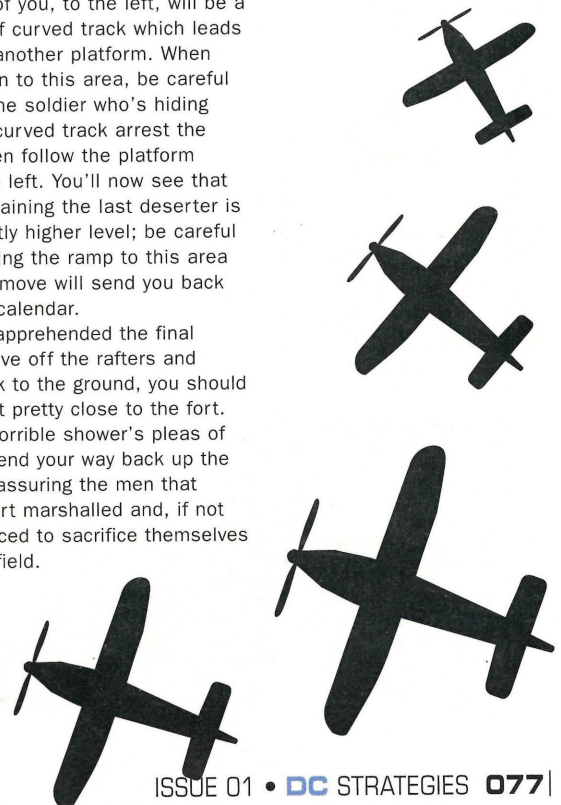 of you, to the left, will be a
f curved track which leads
another platform. When
n to this area, be careful
ne soldier who's hiding
curved track arrest the
en follow the platform
left. You'll now see that
aining the last deserter is
tly higher level; be careful
ing the ramp to this area
move will send you back
calendar.
apprehended the final
ve off the rafters and
k to the ground, you should
t pretty close to the fort.
orrible shower's pleas of
end your way back up the
assuring the men that
rt marshalled and, if not
ced to sacrifice themselves
field.
ISSUE 01 • DC STRATEGIES 077